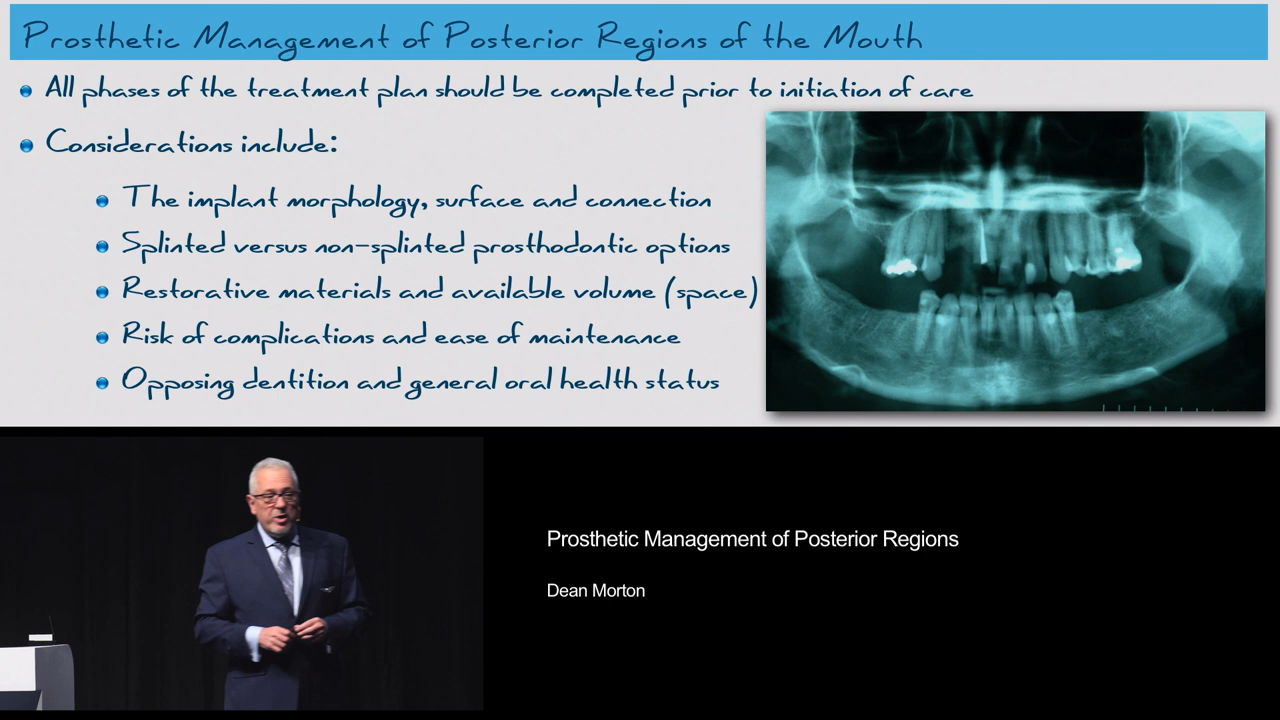 Prosthetic Management of Posterior Regions of the Mouth
All phases of the treatment plan should be completed prior to initiation of care
Considerations include:
The implant morphology, surface and connection
Splinted versus non-splinted prosthodontic options
Restorative materials and available volume (space)
Risk of complications and ease of maintenance
Opposing dentition and general oral health status
Prosthetic Management of Posterior Regions
Dean Morton